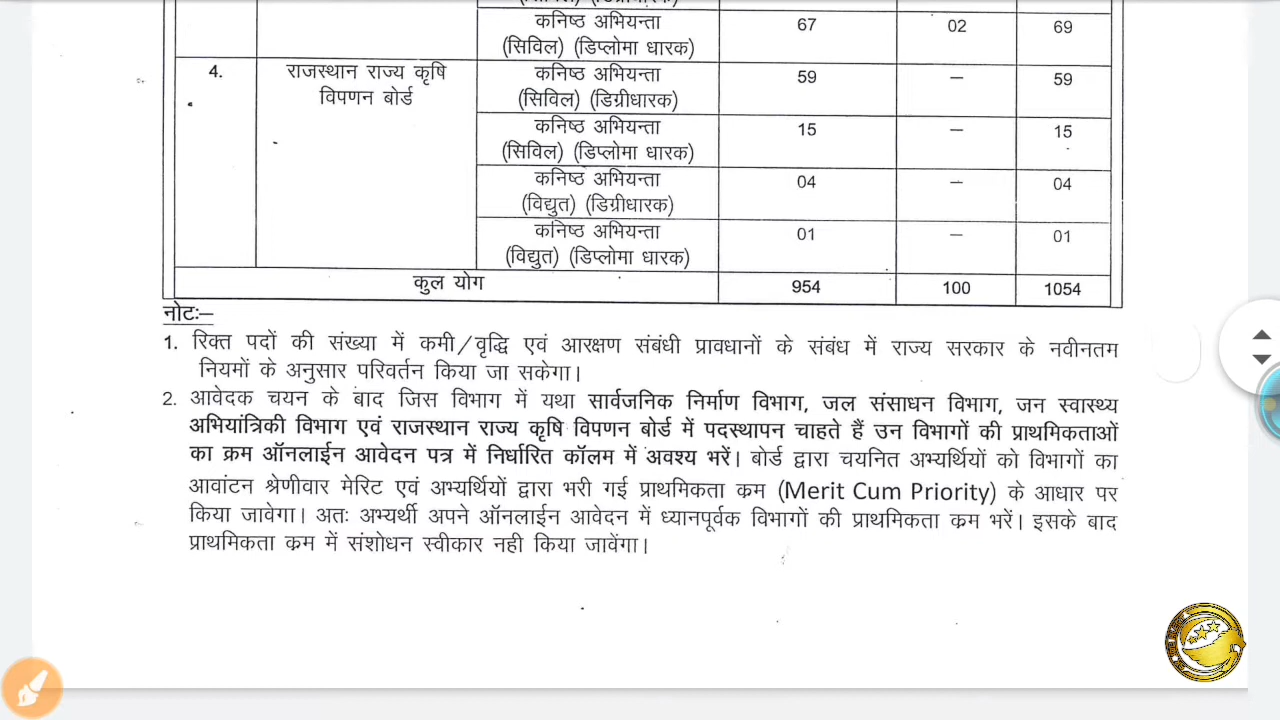 कनिष्ठ अभियन्ता
(सिविल) (डिप्लोमा धारक) 67 02 69
4. राजस्थान राज्य कृषि विपणन बोर्ड
कनिष्ठ अभियन्ता
(सिविल) (डिग्रीधारक) 59 – 59
कनिष्ठ अभियन्ता
(सिविल) (डिप्लोमा धारक) 15 – 15
कनिष्ठ अभियन्ता
(विद्युत) (डिग्रीधारक) 04 – 04
कनिष्ठ अभियन्ता
(विद्युत) (डिप्लोमा धारक) 01 – 01
कुल योग 954 100 1054
नोटः–
1. रिक्त पदों की संख्या में कमी/वृद्धि एवं आरक्षण संबंधी प्रावधानों के संबंध में राज्य सरकार के नवीनतम
नियमों के अनुसार परिवर्तन किया जा सकेगा।
2. आवेदक चयन के बाद जिस विभाग में यथा सार्वजनिक निर्माण विभाग, जल संसाधन विभाग, जन स्वास्थ्य
अभियांत्रिकी विभाग एवं राजस्थान राज्य कृषि विपणन बोर्ड में पदस्थापन चाहते हैं उन विभागों की प्राथमिकताओं
का क्रम ऑनलाईन आवेदन पत्र में निर्धारित कॉलम में अवश्य भरें। बोर्ड द्वारा चयनित अभ्यर्थियों को विभागों का
आवांटन श्रेणीवार मेरिट एवं अभ्यर्थियों द्वारा भरी गई प्राथमिकता क्रम (Merit Cum Priority) के आधार पर
किया जावेगा। अतः अभ्यर्थी अपने ऑनलाईन आवेदन में ध्यानपूर्वक विभागों की प्राथमिकता क्रम भरें। इसके बाद
प्राथमिकता क्रम में संशोधन स्वीकार नही किया जावेंगा।